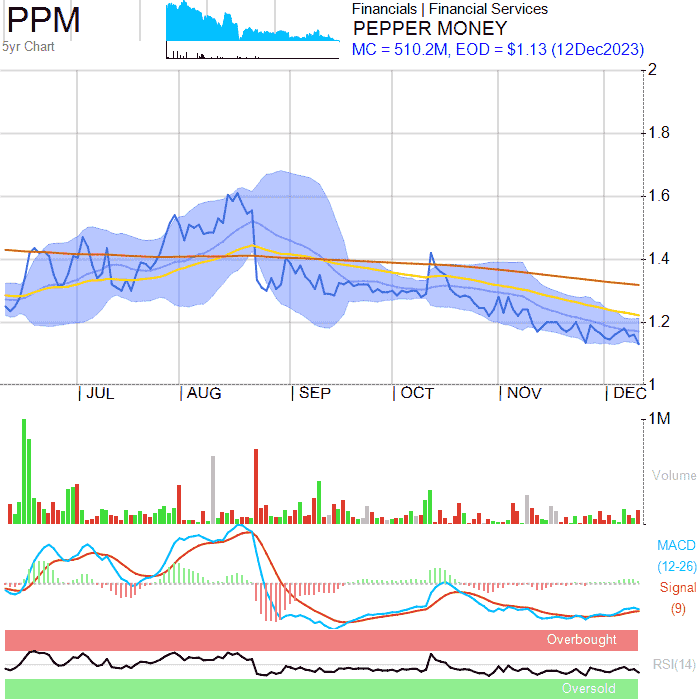 PPM
5yr Chart
Financials | Financial Services
PEPPER MONEY
MC = 510.2M, EOD = $1.13 (12Dec2023)
2
1.8
1.6
1.4
1.2
1
JUL
AUG
SEP
OCT
NOV
DEC
1M
Volume
MACD
(12-26)
Signal
(9)
Overbought
RSI(14)
Oversold